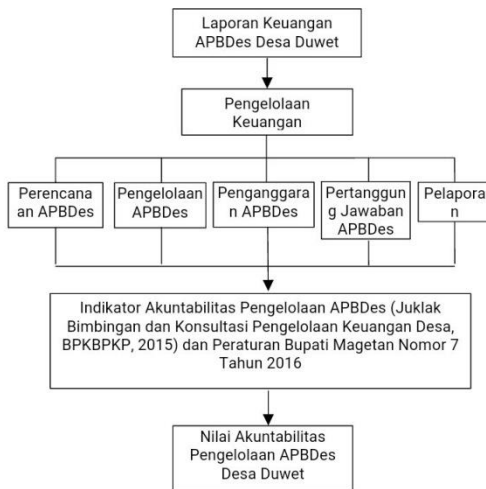 Laporan Keuangan
APBDes Desa Duwet
Pengelolaan
Keuangan
Perencana
an APBDes
Pengelolaan
APBDes
Penganggara
n APBDes
Pertanggun
g Jawaban
APBDes
Pelapora
n
Indikator Akuntabilitas Pengelolaan APBDes (Juklak
Bimbingan dan Konsultasi Pengelolaan Keuangan Desa,
BPKBPKP, 2015) dan Peraturan Bupati Magetan Nomor 7
Tahun 2016
Nilai Akuntabilitas
Pengelolaan APBDes
Desa Duwet